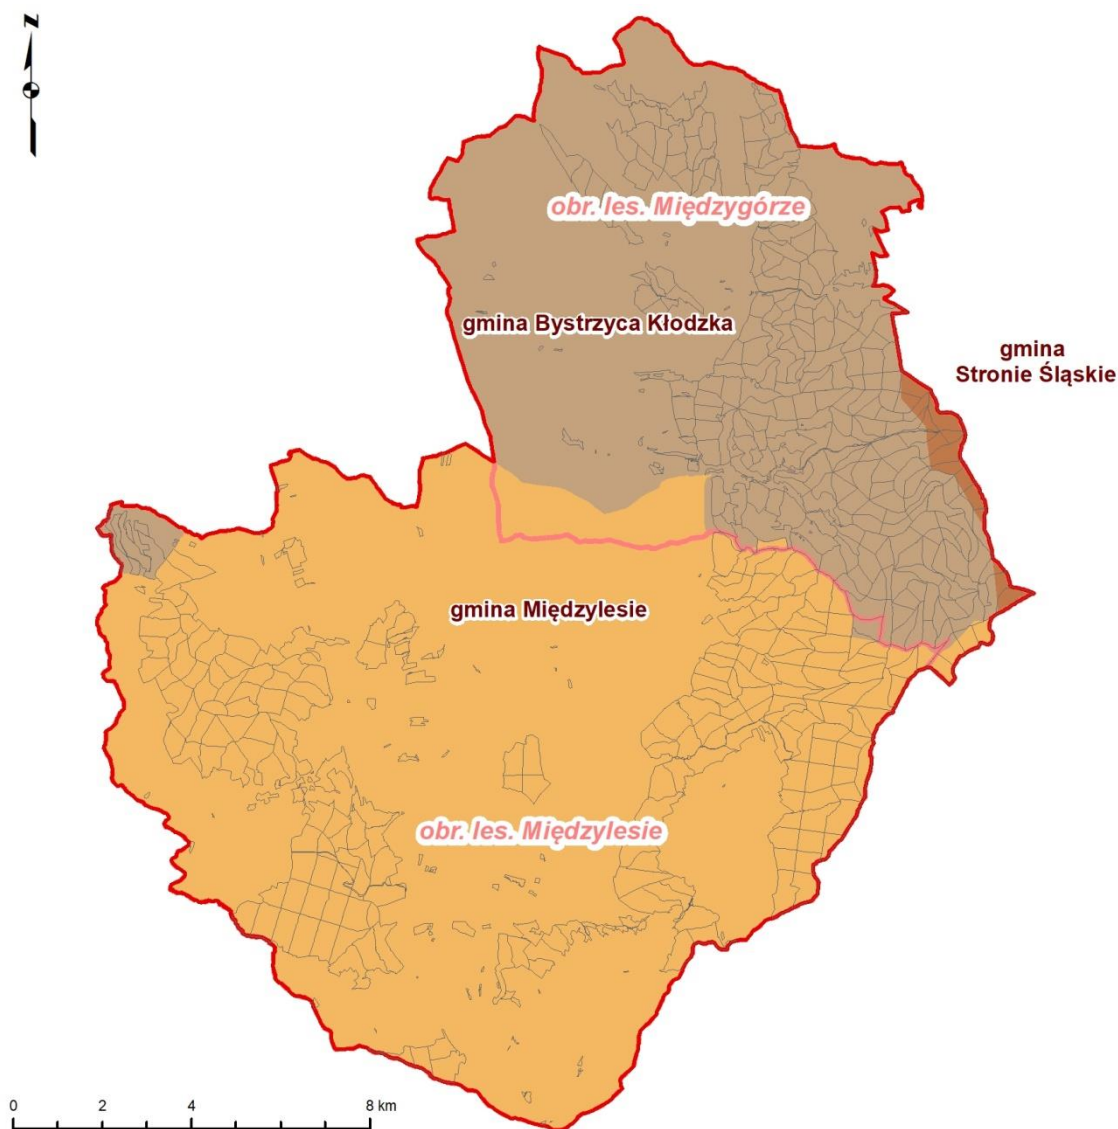 N
obr. les. Międzygórze
gmina Bystrzyca Kłodzka
gmina
Stronie Śląskie
gmina Międzylesie
obr. les. Międzylesie
0 2 4 8 km